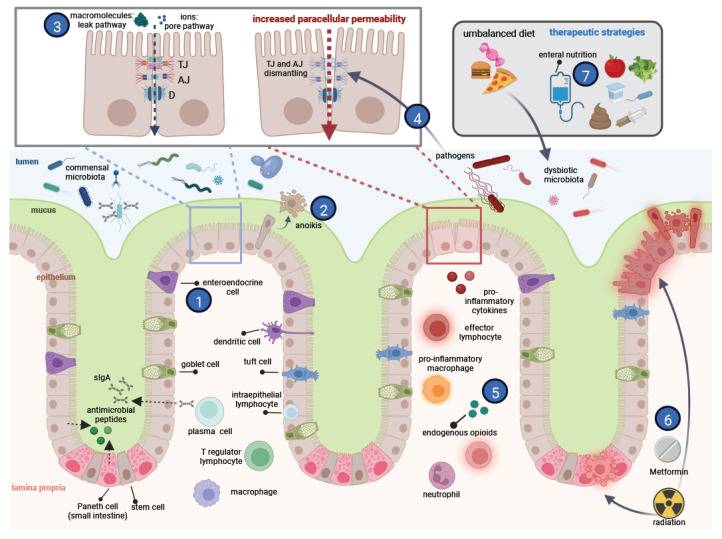 3
macromolecules:
leak pathway
ions:
pore pathway
TJ
AJ
D
increased paracellular permeability
TJ and AJ
dismantling
4
unbalanced diet
therapeutic strategies
enteral nutrition
7
lumen
commensal
microbiota
mucus
2
anoikis
pathogens
dysbiotic
microbiota
epithelium
1
enteroendocrine
cell
dendritic cell
goblet cell
tuft cell
sIgA
antimicrobial
peptides
plasma cell
intraepithelial
lymphocyte
T regulator
lymphocyte
macrophage
lamina propria
Paneth cell
(small intestine)
stem cell
pro-
inflammatory
cytokines
effector
lymphocyte
pro-inflammatory
macrophage
5
endogenous opioids
neutrophil
6
Metformin
radiation